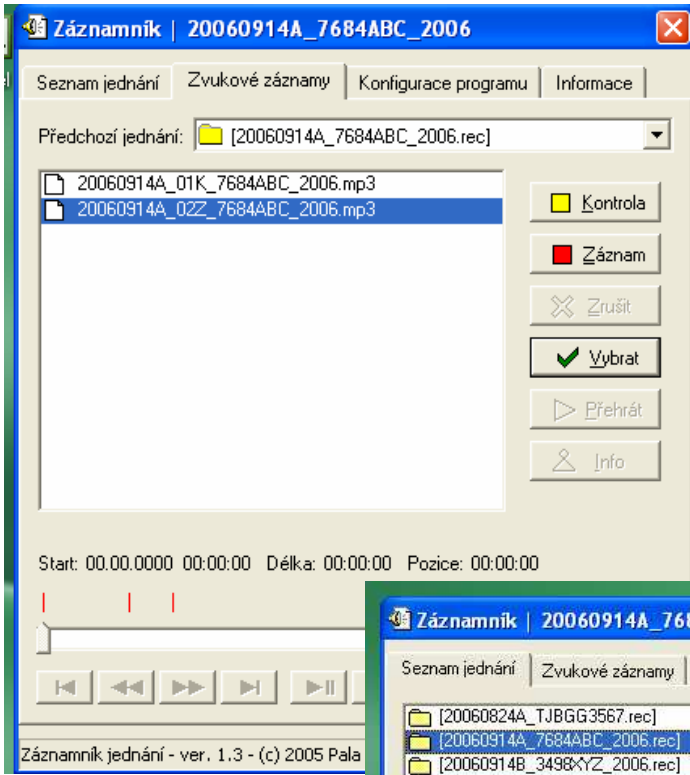 Záznamník | 20060914A_7684ABC_2006
Seznam jednání Zvukové záznamy Konfigurace programu Informace
Předchozí jednání: [20060914A_7684ABC_2006.rec]
20060914A_01K_7684ABC_2006.mp3
20060914A_02Z_7684ABC_2006.mp3
Kontrola
Záznam
Zrušit
Vybrat
Přehrát
Info
Start: 00.00.0000 00:00:00 Délka: 00:00:00 Pozice: 00:00:00
Záznamník jednání - ver. 1.3 - (c) 2005 Pala
Záznamník | 20060914A_768
Seznam jednání Zvukové záznamy
[20060824A_TJBGG3567.rec]
[20060914A_7684ABC_2006.rec]
[20060914B_3498XYZ_2006.rec]